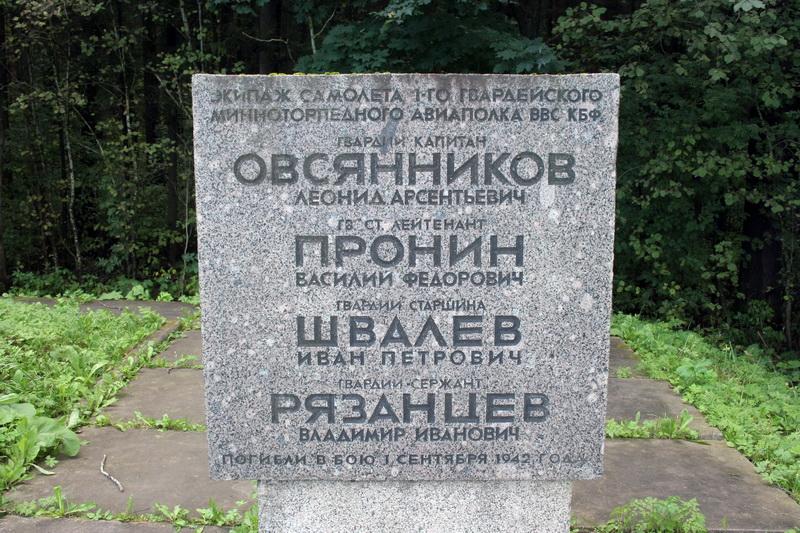 ЭКИПАЖ САМОЛЕТА 1-ГО ГВАРДЕЙСКОГО
МИННОТОРПЕДНОГО АВИАПОЛКА ВВС КБФ
ГВАРДИИ КАПИТАН
ОВСЯННИКОВ
ЛЕОНИД АРСЕНТЬЕВИЧ
ГВ. СТ. ЛЕЙТЕНАНТ
ПРОНИН
ВАСИЛИЙ ФЕДОРОВИЧ
ГВАРДИИ СТАРШИНА
ШВАЛЕВ
ИВАН ПЕТРОВИЧ
ГВАРДИИ СЕРЖАНТ
РЯЗАНЦЕВ
ВЛАДИМИР ИВАНОВИЧ
ПОГИБЛИ В БОЮ 1 СЕНТЯБРЯ 1942 ГОДА